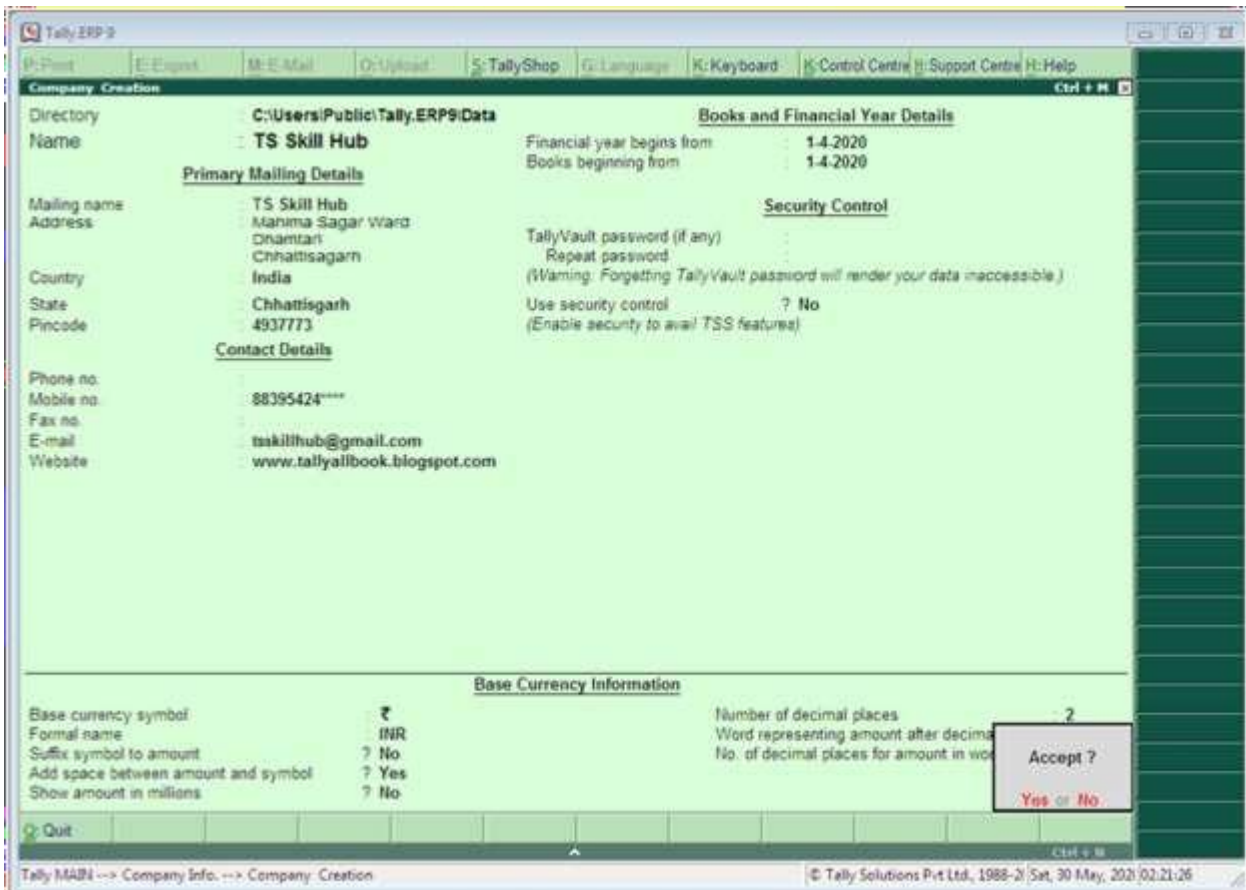 Tally.ERP 9
P: Print E: Export M: E-Mail O: Upload S: TallyShop G: Language K: Keyboard K: Control Centre H: Support Centre H: Help
Company Creation Ctrl + M
Directory : C:\Users\Public\Tally.ERP9\Data
Name : TS Skill Hub
Primary Mailing Details
Mailing name : TS Skill Hub
Address : Mahima Sagar Ward
Dhamtari
Chhattisagarh
Country : India
State : Chhattisgarh
Pincode : 4937773
Contact Details
Phone no. :
Mobile no. : 88395424****
Fax no. :
E-mail : tsskillhub@gmail.com
Website : www.tallyallbook.blogspot.com
Books and Financial Year Details
Financial year begins from : 1-4-2020
Books beginning from : 1-4-2020
Security Control
TallyVault password (if any) :
Repeat password :
(Warning: Forgetting TallyVault password will render your data inaccessible.)
Use security control ? No
(Enable security to avail TSS features)
Base Currency Information
Base currency symbol : ₹
Formal name : INR
Suffix symbol to amount ? No
Add space between amount and symbol ? Yes
Show amount in millions ? No
Number of decimal places : 2
Word representing amount after decima
No. of decimal places for amount in wor
Accept ?
Yes or No
Q: Quit
Ctrl + N
Tally MAIN --> Company Info. --> Company Creation © Tally Solutions Pvt Ltd., 1988-2 Sat, 30 May, 202 02:21:26